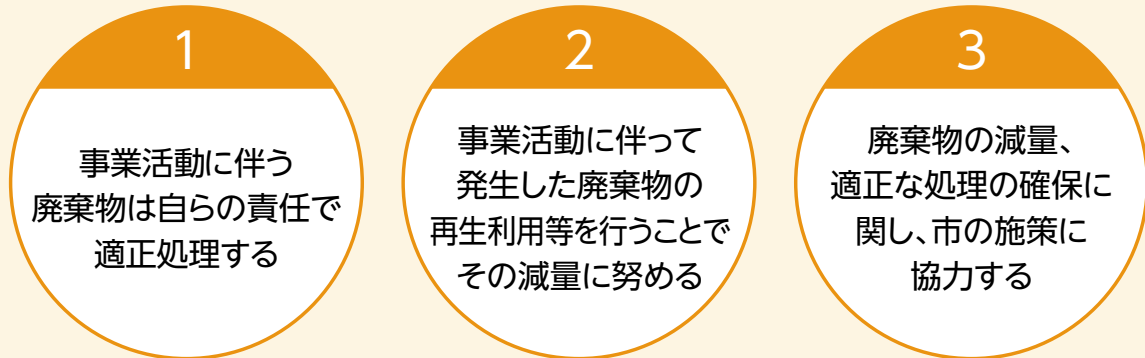 1
事業活動に伴う
廃棄物は自らの責任で
適正処理する
2
事業活動に伴って
発生した廃棄物の
再生利用等を行うことで
その減量に努める
3
廃棄物の減量、
適正な処理の確保に
関し、市の施策に
協力する